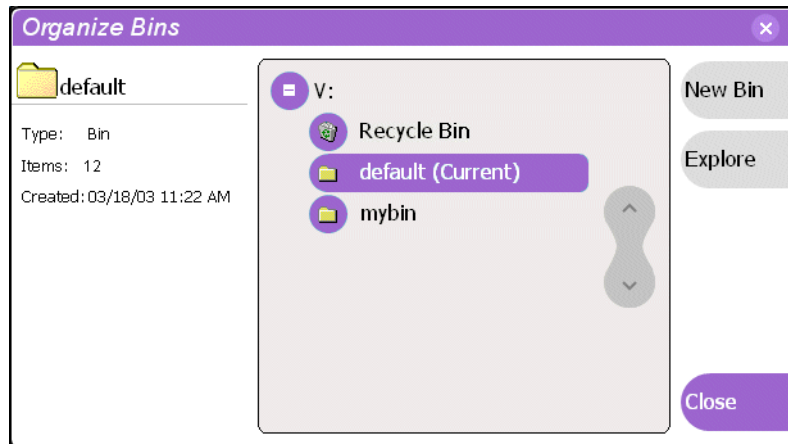 Organize Bins
default
Type: Bin
Items: 12
Created: 03/18/03 11:22 AM
V:
Recycle Bin
default (Current)
mybin
New Bin
Explore
Close